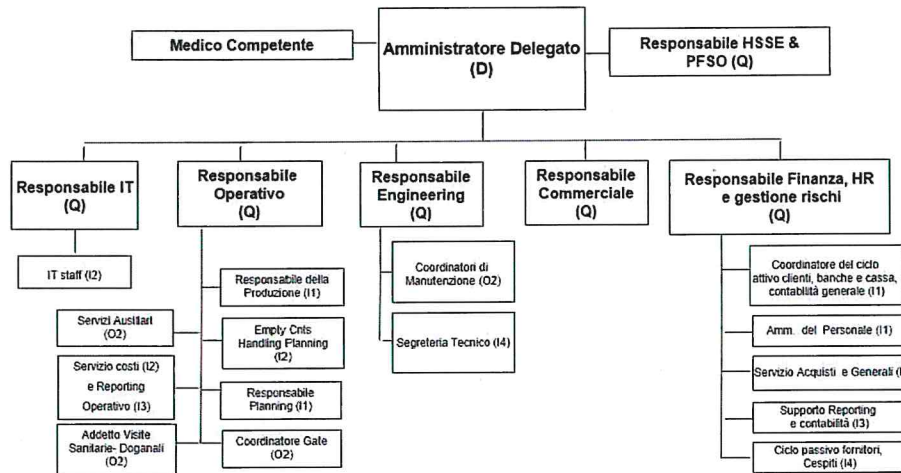 Medico Competente
Amministratore Delegato
(D)
Responsabile HSSE &
PFSO (Q)
Responsabile IT
(Q)
Responsabile
Operativo
(Q)
Responsabile
Engineering
(Q)
Responsabile
Commerciale
(Q)
Responsabile Finanza, HR
e gestione rischi
(Q)
IT staff (I2)
Servizi Ausiliari
(O2)
Servizio costi (I2)
e Reporting
Operativo (I3)
Addetto Visite
Sanitarie- Doganali
(O2)
Responsabile della
Produzione (I1)
Empty Cnts
Handling Planning
(I2)
Responsabile
Planning (I1)
Coordinatore Gate
(O2)
Coordinatori di
Manutenzione (O2)
Segreteria Tecnico (I4)
Coordinatore del ciclo
attivo clienti, banche e cassa,
contabilità generale (I1)
Amm. del Personale (I1)
Servizio Acquisti e Generali
Supporto Reporting
e contabilità (I3)
Ciclo passivo fornitori,
Cespiti (I4)